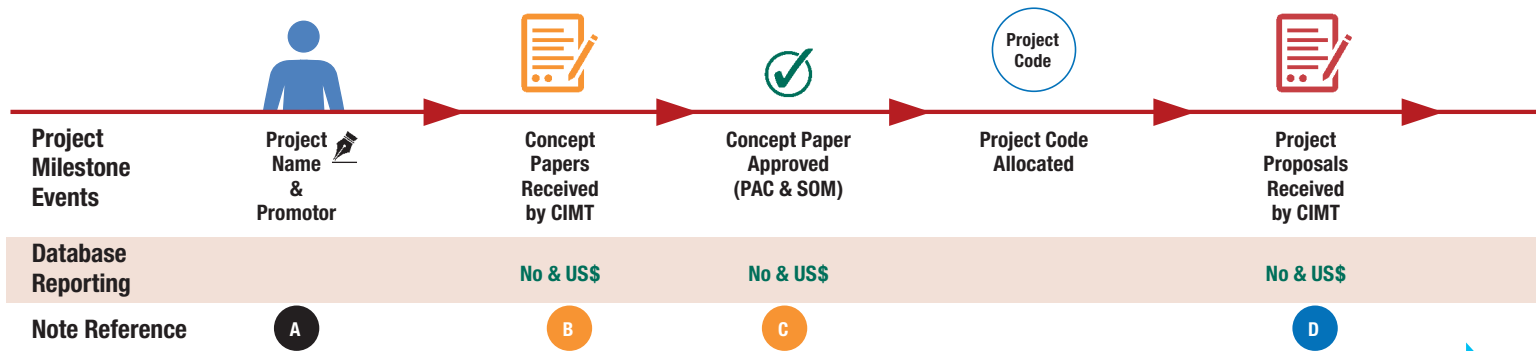 Project
Code
Project
Milestone
Events
Project
Name
&
Promotor
Concept
Papers
Received
by CIMT
Concept Paper
Approved
(PAC & SOM)
Project Code
Allocated
Project
Proposals
Received
by CIMT
Database
Reporting
No & US$
No & US$
No & US$
Note Reference
A
B
C
D